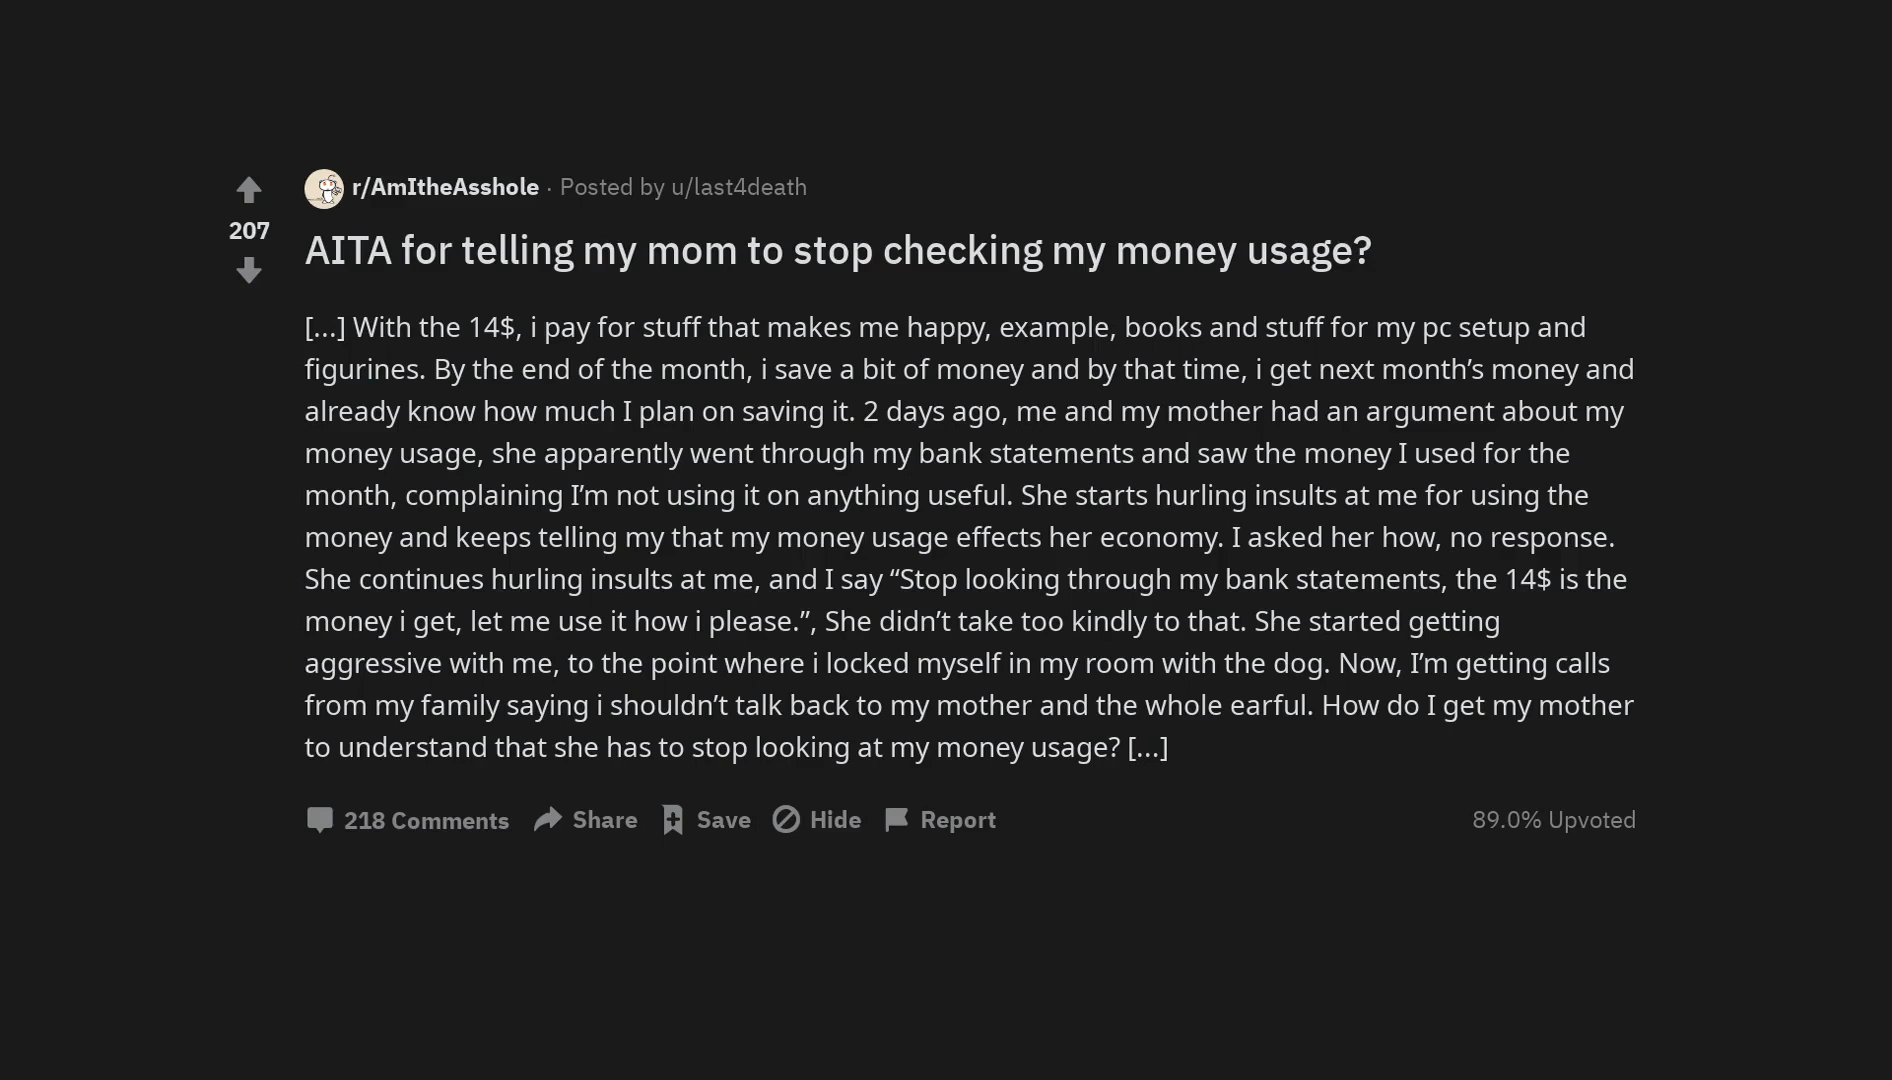 r/AmItheAsshole · Posted by u/last4death
207
AITA for telling my mom to stop checking my money usage?
[...] With the 14$, i pay for stuff that makes me happy, example, books and stuff for my pc setup and
figurines. By the end of the month, i save a bit of money and by that time, i get next month’s money and
already know how much I plan on saving it. 2 days ago, me and my mother had an argument about my
money usage, she apparently went through my bank statements and saw the money I used for the
month, complaining I’m not using it on anything useful. She starts hurling insults at me for using the
money and keeps telling my that my money usage effects her economy. I asked her how, no response.
She continues hurling insults at me, and I say “Stop looking through my bank statements, the 14$ is the
money i get, let me use it how i please.”, She didn’t take too kindly to that. She started getting
aggressive with me, to the point where i locked myself in my room with the dog. Now, I’m getting calls
from my family saying i shouldn’t talk back to my mother and the whole earful. How do I get my mother
to understand that she has to stop looking at my money usage? [...]
218 Comments Share Save Hide Report 89.0% Upvoted